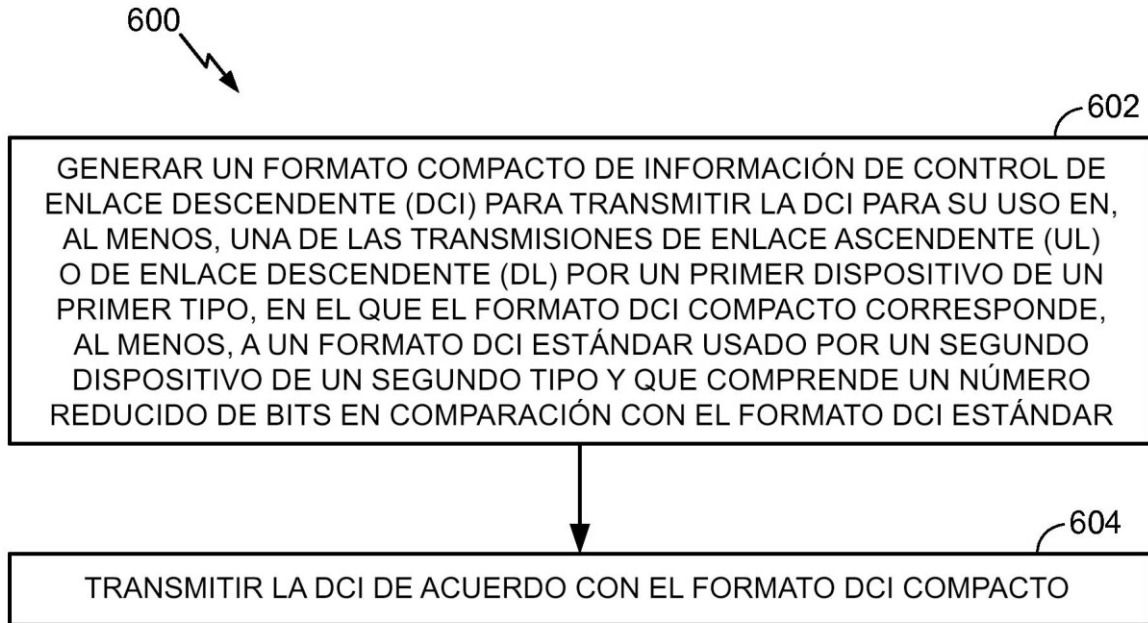 600
602
GENERAR UN FORMATO COMPACTO DE INFORMACIÓN DE CONTROL DE
ENLACE DESCENDENTE (DCI) PARA TRANSMITIR LA DCI PARA SU USO EN,
AL MENOS, UNA DE LAS TRANSMISIONES DE ENLACE ASCENDENTE (UL)
O DE ENLACE DESCENDENTE (DL) POR UN PRIMER DISPOSITIVO DE UN
PRIMER TIPO, EN EL QUE EL FORMATO DCI COMPACTO CORRESPONDE,
AL MENOS, A UN FORMATO DCI ESTÁNDAR USADO POR UN SEGUNDO
DISPOSITIVO DE UN SEGUNDO TIPO Y QUE COMPRENDE UN NÚMERO
REDUCIDO DE BITS EN COMPARACIÓN CON EL FORMATO DCI ESTÁNDAR
604
TRANSMITIR LA DCI DE ACUERDO CON EL FORMATO DCI COMPACTO